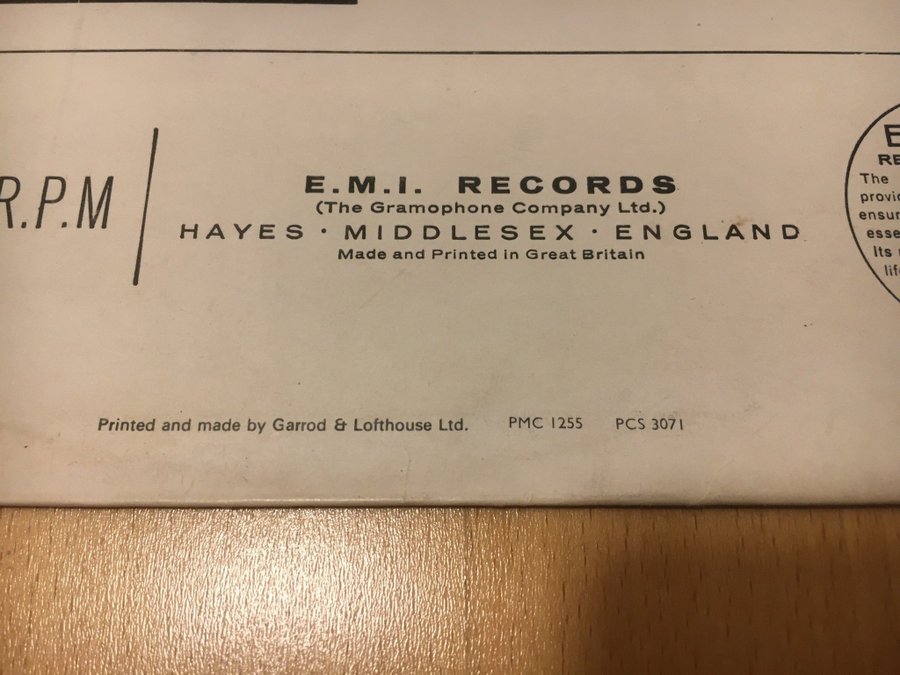 R.P.M
E.M.I. RECORDS
(The Gramophone Company Ltd.)
HAYES · MIDDLESEX · ENGLAND
Made and Printed in Great Britain
The
Its
Printed and made by Garrod & Lofthouse Ltd. PMC 1255 PCS 3071